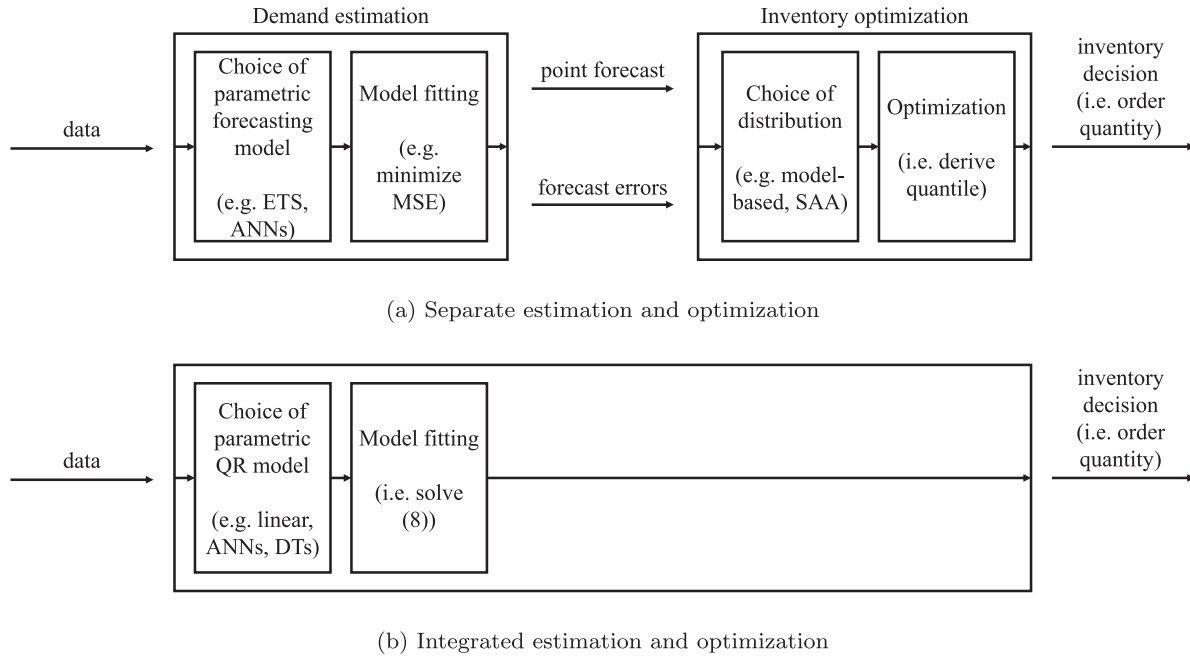 Demand estimation
Inventory optimization
data
Choice of
parametric
forecasting
model
(e.g. ETS,
ANNs)
Model fitting
(e.g.
minimize
MSE)
point forecast
forecast errors
Choice of
distribution
(e.g. model-
based, SAA)
Optimization
(i.e. derive
quantile)
inventory
decision
(i.e. order
quantity)
(a) Separate estimation and optimization
data
Choice of
parametric
QR model
(e.g. linear,
ANNs, DTs)
Model fitting
(i.e. solve
(8))
inventory
decision
(i.e. order
quantity)
(b) Integrated estimation and optimization